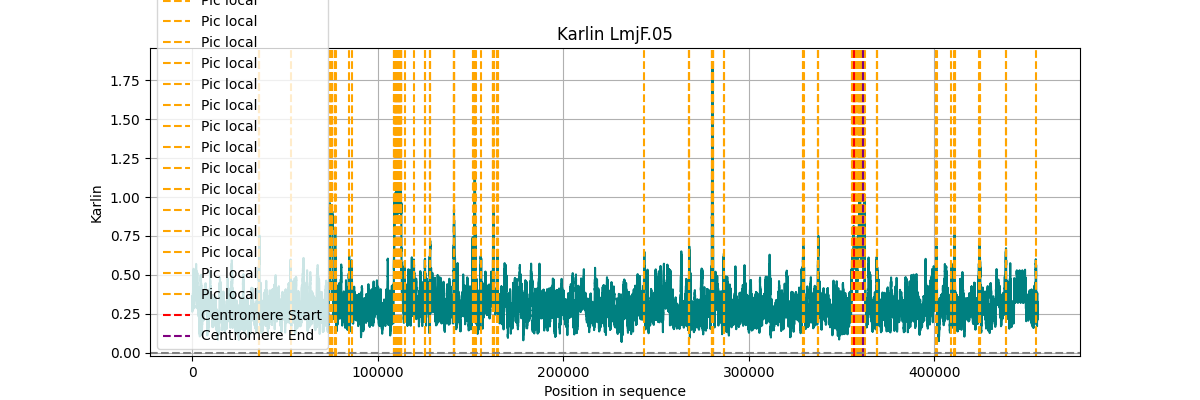 Pic local
Karlin LmjF.05
Pic local
Pic local
Pic local
Pic local
Pic local
Pic local
Pic local
Pic local
Pic local
Pic local
Pic local
Pic local
Pic local
Pic local
Centromere Start
Centromere End
Karlin
1.75
1.50
1.25
1.00
0.75
0.50
0.25
0.00
0
100000
200000
300000
400000
Position in sequence